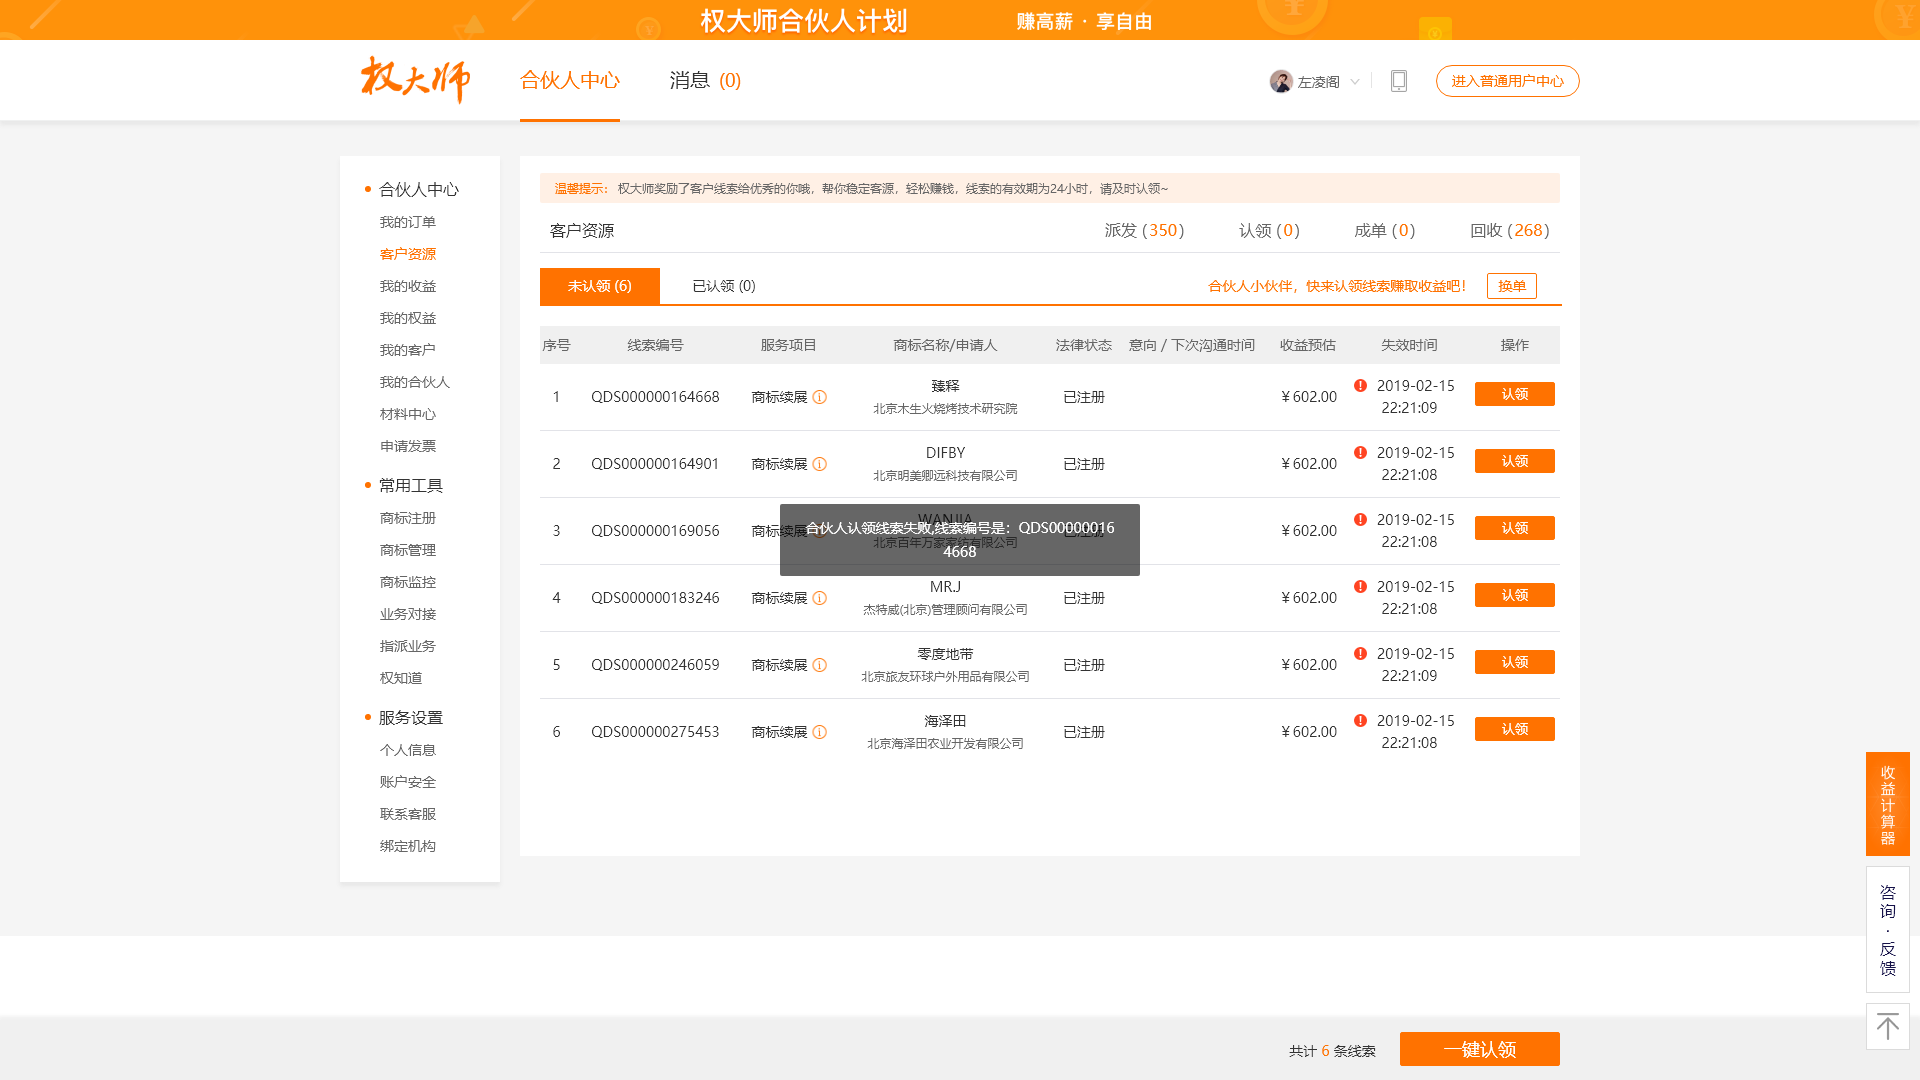 权大师合伙人计划 赚高薪 · 享自由
权大师 合伙人中心 消息 (0) 左凌阁 进入普通用户中心
合伙人中心
我的订单
客户资源
我的收益
我的权益
我的客户
我的合伙人
材料中心
申请发票
常用工具
商标注册
商标管理
商标监控
业务对接
指派业务
权知道
服务设置
个人信息
账户安全
联系客服
绑定机构
温馨提示： 权大师奖励了客户线索给优秀的你哦，帮你稳定客源，轻松赚钱，线索的有效期为24小时，请及时认领~
客户资源 派发 (350) 认领 (0) 成单 (0) 回收 (268)
未认领 (6) 已认领 (0) 合伙人小伙伴，快来认领线索赚取收益吧！ 换单
序号 线索编号 服务项目 商标名称/申请人 法律状态 意向 / 下次沟通时间 收益预估 失效时间 操作
1 QDS000000164668 商标续展 臻释 北京木生火烧烤技术研究院 已注册 ¥ 602.00 2019-02-15 22:21:09 认领
2 QDS000000164901 商标续展 DIFBY 北京明美卿远科技有限公司 已注册 ¥ 602.00 2019-02-15 22:21:08 认领
3 QDS000000169056 商标续展 WANJIA 北京百年万家家纺有限公司 已注册 ¥ 602.00 2019-02-15 22:21:08 认领
合伙人认领线索失败,线索编号是：QDS00000016
4668
4 QDS000000183246 商标续展 MR.J 杰特威(北京)管理顾问有限公司 已注册 ¥ 602.00 2019-02-15 22:21:08 认领
5 QDS000000246059 商标续展 零度地带 北京旅友环球户外用品有限公司 已注册 ¥ 602.00 2019-02-15 22:21:09 认领
6 QDS000000275453 商标续展 海泽田 北京海泽田农业开发有限公司 已注册 ¥ 602.00 2019-02-15 22:21:08 认领
收益计算器
咨询·反馈
共计 6 条线索 一键认领